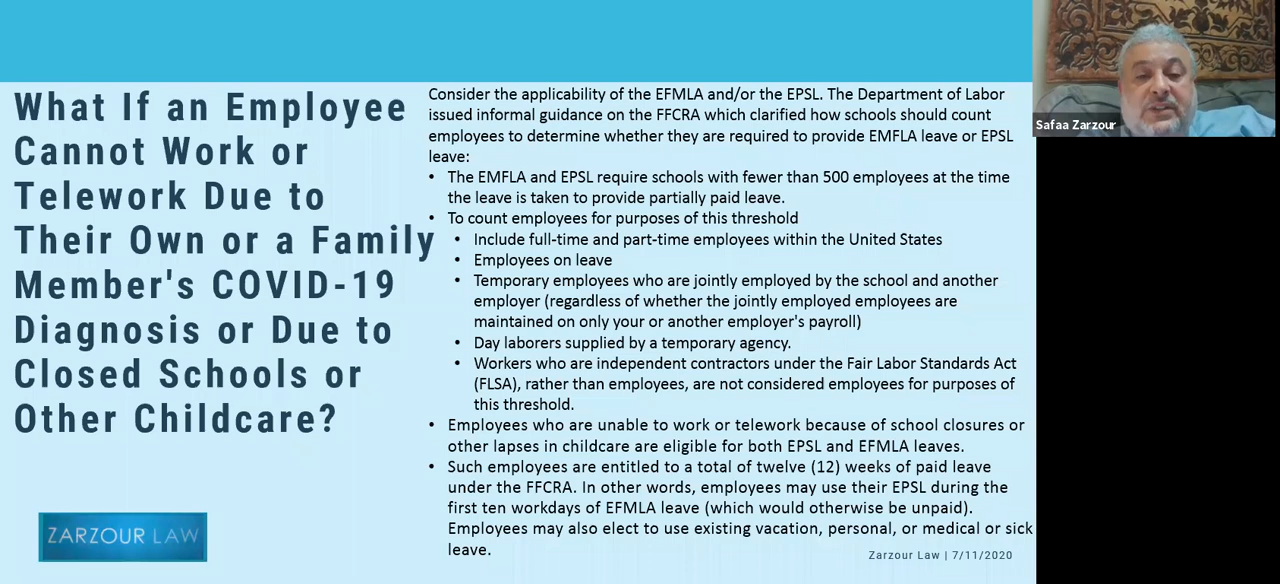 What If an Employee
Cannot Work or
Telework Due to
Their Own or a Family
Member's COVID-19
Diagnosis or Due to
Closed Schools or
Other Childcare?
Consider the applicability of the EFMLA and/or the EPSL. The Department of Labor
issued informal guidance on the FFCRA which clarified how schools should count
employees to determine whether they are required to provide EMFLA leave or EPSL
leave:
• The EMFLA and EPSL require schools with fewer than 500 employees at the time
the leave is taken to provide partially paid leave.
• To count employees for purposes of this threshold
• Include full-time and part-time employees within the United States
• Employees on leave
• Temporary employees who are jointly employed by the school and another
employer (regardless of whether the jointly employed employees are
maintained on only your or another employer's payroll)
• Day laborers supplied by a temporary agency.
• Workers who are independent contractors under the Fair Labor Standards Act
(FLSA), rather than employees, are not considered employees for purposes of
this threshold.
• Employees who are unable to work or telework because of school closures or
other lapses in childcare are eligible for both EPSL and EFMLA leaves.
• Such employees are entitled to a total of twelve (12) weeks of paid leave
under the FFCRA. In other words, employees may use their EPSL during the
first ten workdays of EFMLA leave (which would otherwise be unpaid).
Employees may also elect to use existing vacation, personal, or medical or sick
leave.
ZARZOUR LAW
Zarzour Law | 7/11/2020
Safaa Zarzour